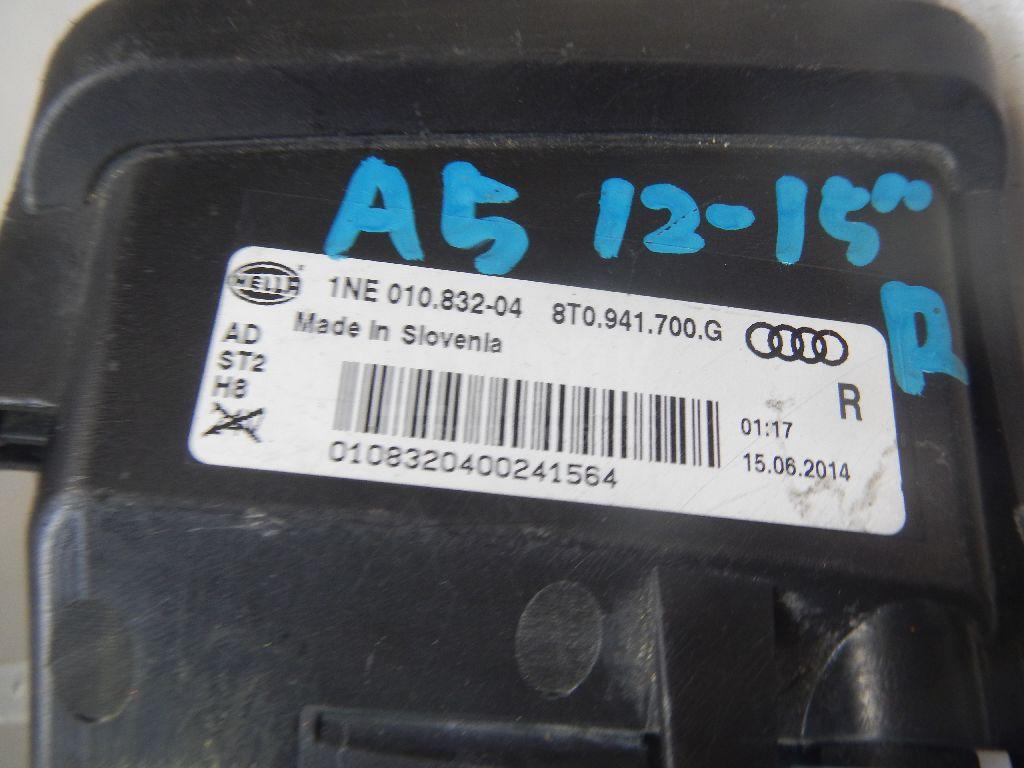 A5 12-15"
R
HELLA 1NE 010.832-04 8T0.941.700.G
Made in Slovenia
AD
ST2
H8
R
01:17
15.06.2014
0108320400241564